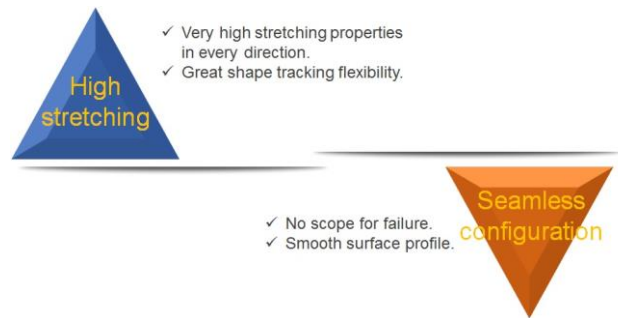 ✓ Very high stretching properties
in every direction.
✓ Great shape tracking flexibility.
High
stretching
Seamless
configuration
✓ No scope for failure.
✓ Smooth surface profile.